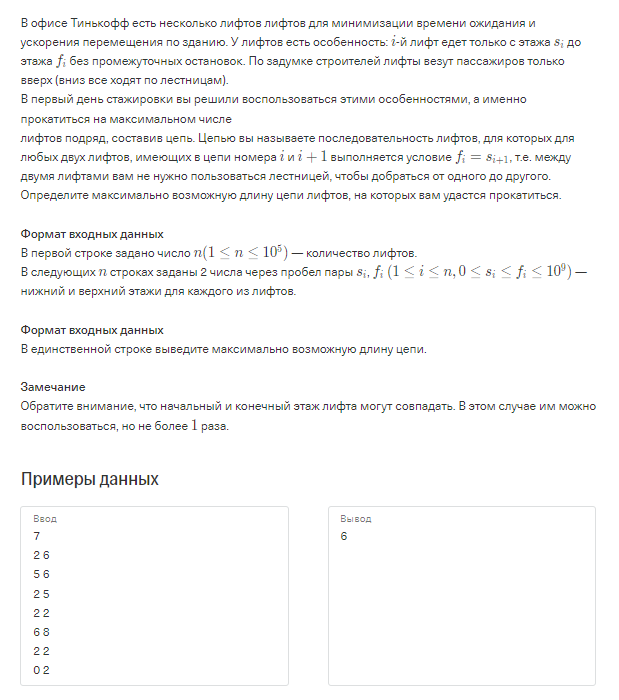 В офисе Тинькофф есть несколько лифтов лифтов для минимизации времени ожидания и
ускорения перемещения по зданию. У лифтов есть особенность: i-й лифт едет только с этажа s_i до
этажа f_i без промежуточных остановок. По задумке строителей лифты везут пассажиров только
вверх (вниз все ходят по лестницам).
В первый день стажировки вы решили воспользоваться этими особенностями, а именно
прокатиться на максимальном числе
лифтов подряд, составив цепь. Цепью вы называете последовательность лифтов, для которых для
любых двух лифтов, имеющих в цепи номера i и i + 1 выполняется условие f_i = s_{i+1}, т.е. между
двумя лифтами вам не нужно пользоваться лестницей, чтобы добраться от одного до другого.
Определите максимально возможную длину цепи лифтов, на которых вам удастся прокатиться.
Формат входных данных
В первой строке задано число n(1 ≤ n ≤ 10^5) — количество лифтов.
В следующих n строках заданы 2 числа через пробел пары s_i, f_i (1 ≤ i ≤ n, 0 ≤ s_i ≤ f_i ≤ 10^9) —
нижний и верхний этажи для каждого из лифтов.
Формат входных данных
В единственной строке выведите максимально возможную длину цепи.
Замечание
Обратите внимание, что начальный и конечный этаж лифта могут совпадать. В этом случае им можно
воспользоваться, но не более 1 раза.
Примеры данных
Ввод
7
2 6
5 6
2 5
2 2
6 8
2 2
0 2
Вывод
6